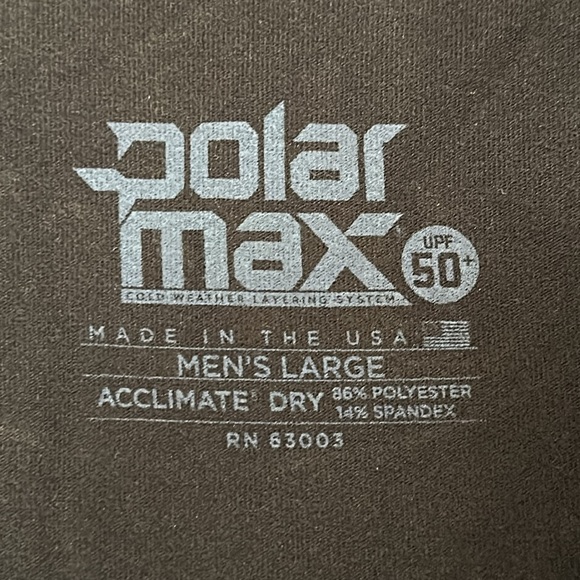 polar
max
UPF
50+
COLD WEATHER LAYERING SYSTEM
MADE IN THE USA
MEN'S LARGE
ACCLIMATE® DRY 86% POLYESTER
14% SPANDEX
RN 63003